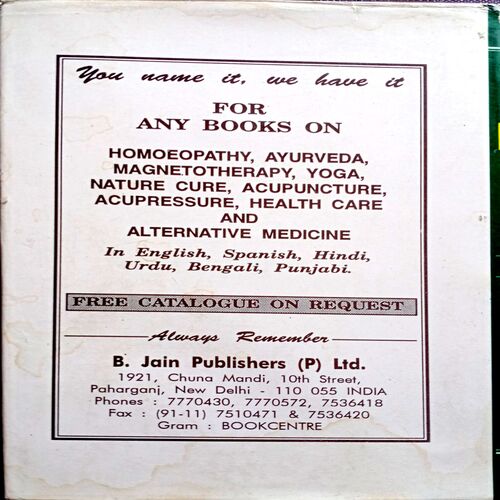 You name it, we have it
FOR
ANY BOOKS ON
HOMOEOPATHY, AYURVEDA,
MAGNETOTHERAPY, YOGA,
NATURE CURE, ACUPUNCTURE,
ACUPRESSURE, HEALTH CARE
AND
ALTERNATIVE MEDICINE
In English, Spanish, Hindi,
Urdu, Bengali, Punjabi.
FREE CATALOGUE ON REQUEST
Always Remember
B. Jain Publishers (P) Ltd.
1921, Chuna Mandi, 10th Street,
Paharganj, New Delhi - 110 055 INDIA
Phones : 7770430, 7770572, 7536418
Fax : (91-11) 7510471 & 7536420
Gram : BOOKCENTRE